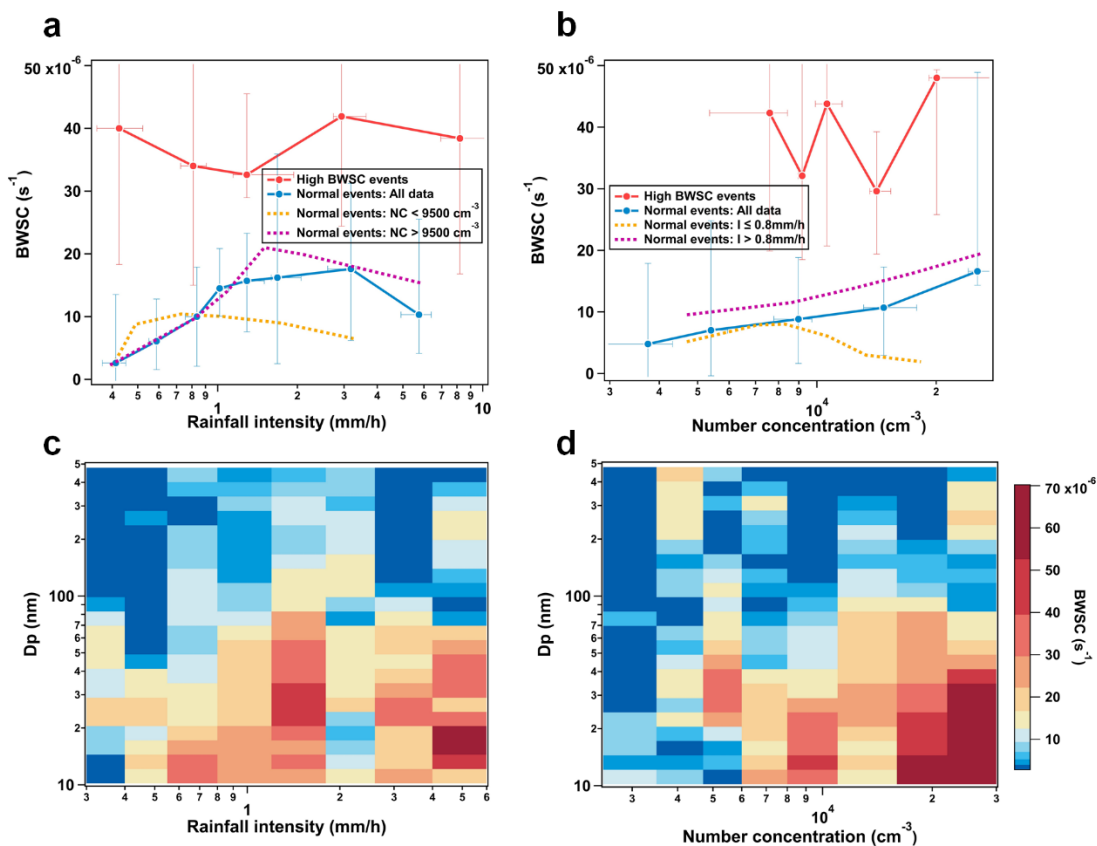 a
50 x10⁻⁶
40
30
20
10
0
BWSC (s⁻¹)
High BWSC events
Normal events: All data
Normal events: NC < 9500 cm⁻³
Normal events: NC > 9500 cm⁻³
4 5 6 7 8 9 1 2 3 4 5 6 7 8 9 10
Rainfall intensity (mm/h)
b
50 x10⁻⁶
40
30
20
10
0
BWSC (s⁻¹)
High BWSC events
Normal events: All data
Normal events: I ≤ 0.8mm/h
Normal events: I > 0.8mm/h
3 4 5 6 7 8 9 10⁴ 2
Number concentration (cm⁻³)
c
5
4
3
2
100
9
8
7
6
5
4
3
2
10
Dp (nm)
3 4 5 6 7 8 9 1 2 3 4 5 6
Rainfall intensity (mm/h)
d
5
4
3
2
100
9
8
7
6
5
4
3
2
10
Dp (nm)
3 4 5 6 7 8 9 10⁴ 2 3
Number concentration (cm⁻³)
70 x10⁻⁶
60
50
40
30
20
10
BWSC (s⁻¹)